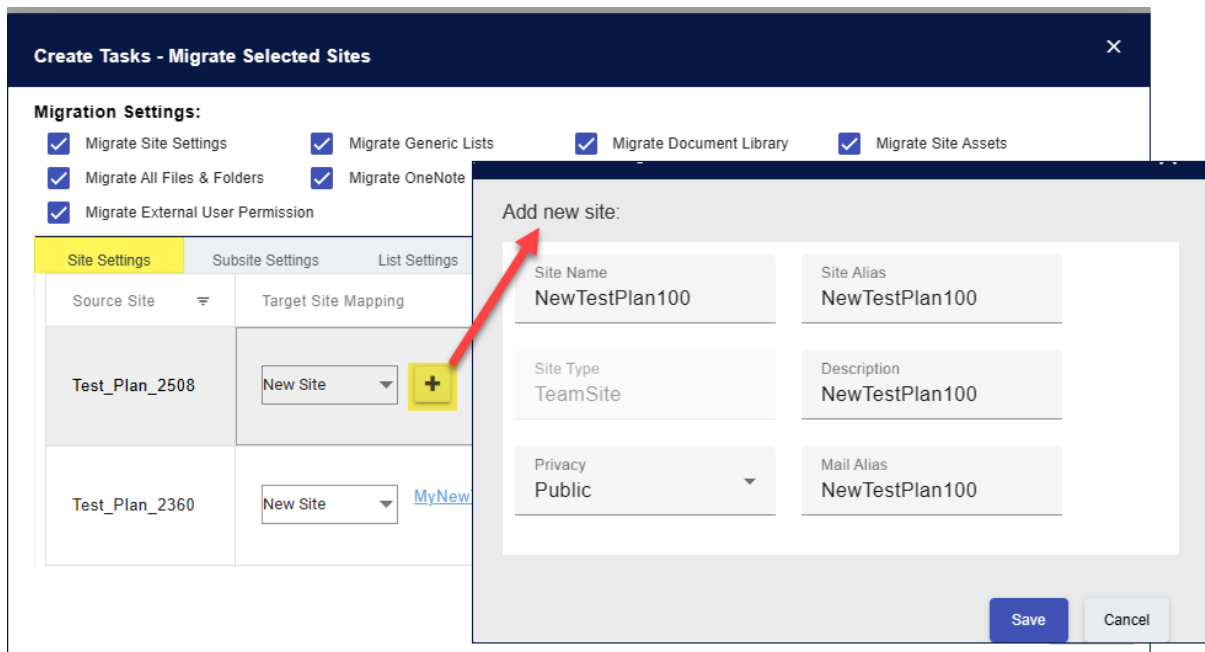 Create Tasks - Migrate Selected Sites
Migration Settings:
Migrate Site Settings
Migrate Generic Lists
Migrate Document Library
Migrate Site Assets
Migrate All Files & Folders
Migrate OneNote
Migrate External User Permission
Site Settings
Subsite Settings
List Settings
Source Site
Target Site Mapping
Test_Plan_2508
New Site
Test_Plan_2360
New Site
Add new site:
Site Name
NewTestPlan100
Site Alias
NewTestPlan100
Site Type
TeamSite
Description
NewTestPlan100
Privacy
Public
Mail Alias
NewTestPlan100
Save
Cancel